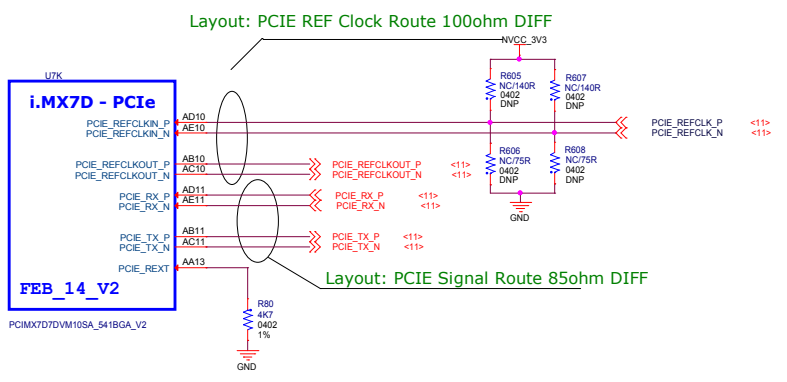 Layout: PCIE REF Clock Route 100ohm DIFF
NVCC_3V3
U7K
i.MX7D - PCIe
R605
NC/140R
0402
DNP
R607
NC/140R
0402
DNP
PCIE_REFCLKIN_P
AD10
PCIE_REFCLK_P
<11>
PCIE_REFCLKIN_N
AE10
PCIE_REFCLK_N
<11>
PCIE_REFCLKOUT_P
AB10
PCIE_REFCLKOUT_P
<11>
PCIE_REFCLKOUT_N
AC10
PCIE_REFCLKOUT_N
<11>
R606
NC/75R
0402
DNP
R608
NC/75R
0402
DNP
GND
PCIE_RX_P
AD11
PCIE_RX_P
<11>
PCIE_RX_N
AE11
PCIE_RX_N
<11>
PCIE_TX_P
AB11
PCIE_TX_P
<11>
PCIE_TX_N
AC11
PCIE_TX_N
<11>
PCIE_REXT
AA13
Layout: PCIE Signal Route 85ohm DIFF
FEB_14_V2
PCIMX7D7DVM10SA_541BGA_V2
R80
4K7
0402
1%
GND